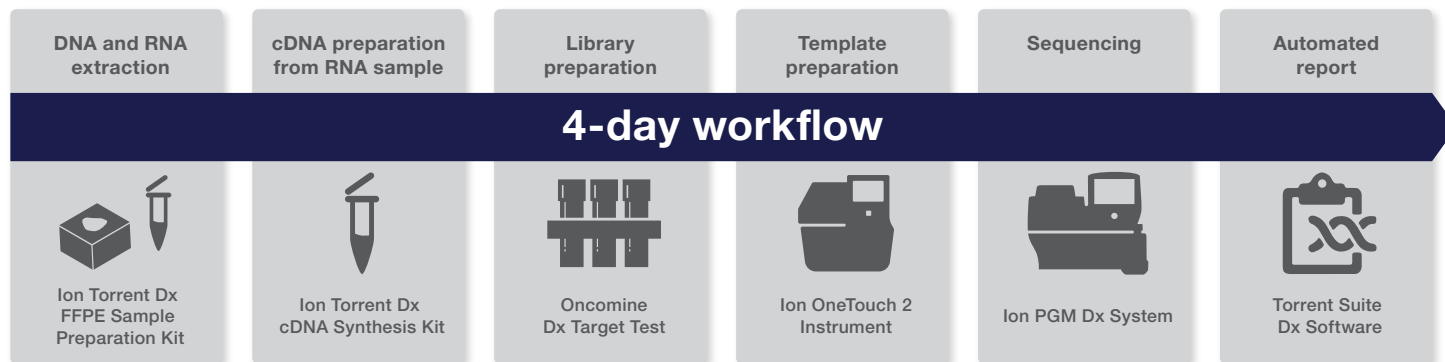 DNA and RNA
extraction
cDNA preparation
from RNA sample
Library
preparation
Template
preparation
Sequencing
Automated
report
4-day workflow
Ion Torrent Dx
FFPE Sample
Preparation Kit
Ion Torrent Dx
cDNA Synthesis Kit
Oncomine
Dx Target Test
Ion OneTouch 2
Instrument
Ion PGM Dx System
Torrent Suite
Dx Software